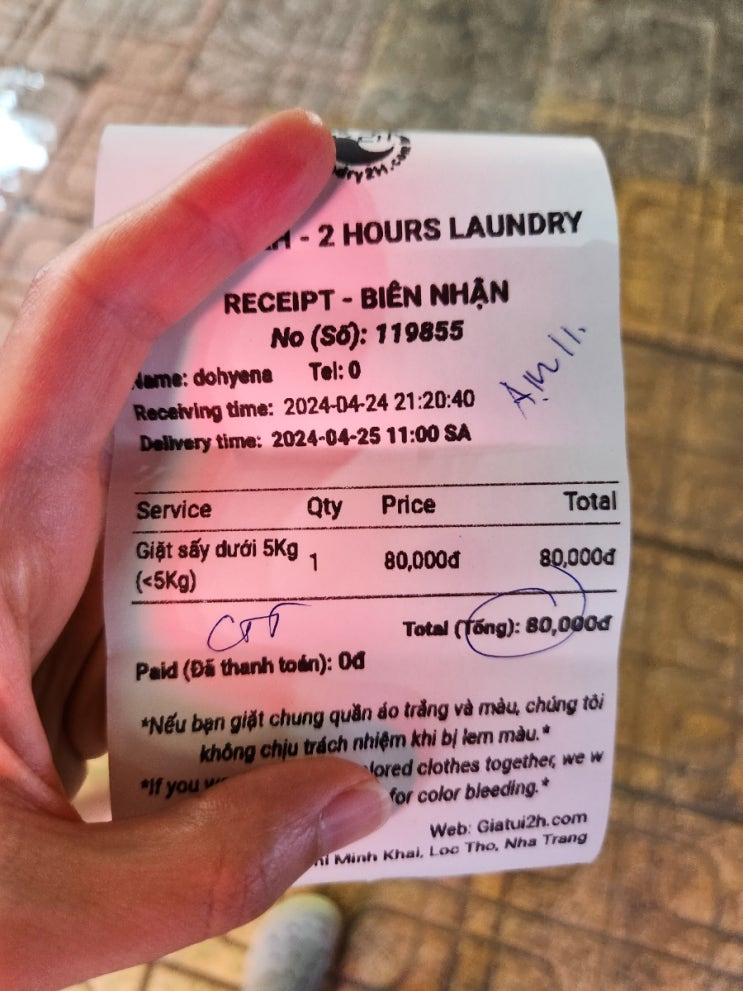 - 2 HOURS LAUNDRY
RECEIPT - BIÊN NHẬN
No (Số): 119855
Name: dohyena Tel: 0
Receiving time: 2024-04-24 21:20:40
Delivery time: 2024-04-25 11:00 SA
Service Qty Price Total
Giặt sấy dưới 5Kg 1 80,000đ 80,000đ
(<5Kg)
CTT
Total (Tổng): 80,000đ
Paid (Đã thanh toán): 0đ
*Nếu bạn giặt chung quần áo trắng và màu, chúng tôi
không chịu trách nhiệm khi bị lem màu.*
*If you clothes together, we
for color bleeding.*
Web: Giatui2h.com
Minh Khai, Loc Tho, Nha Trang